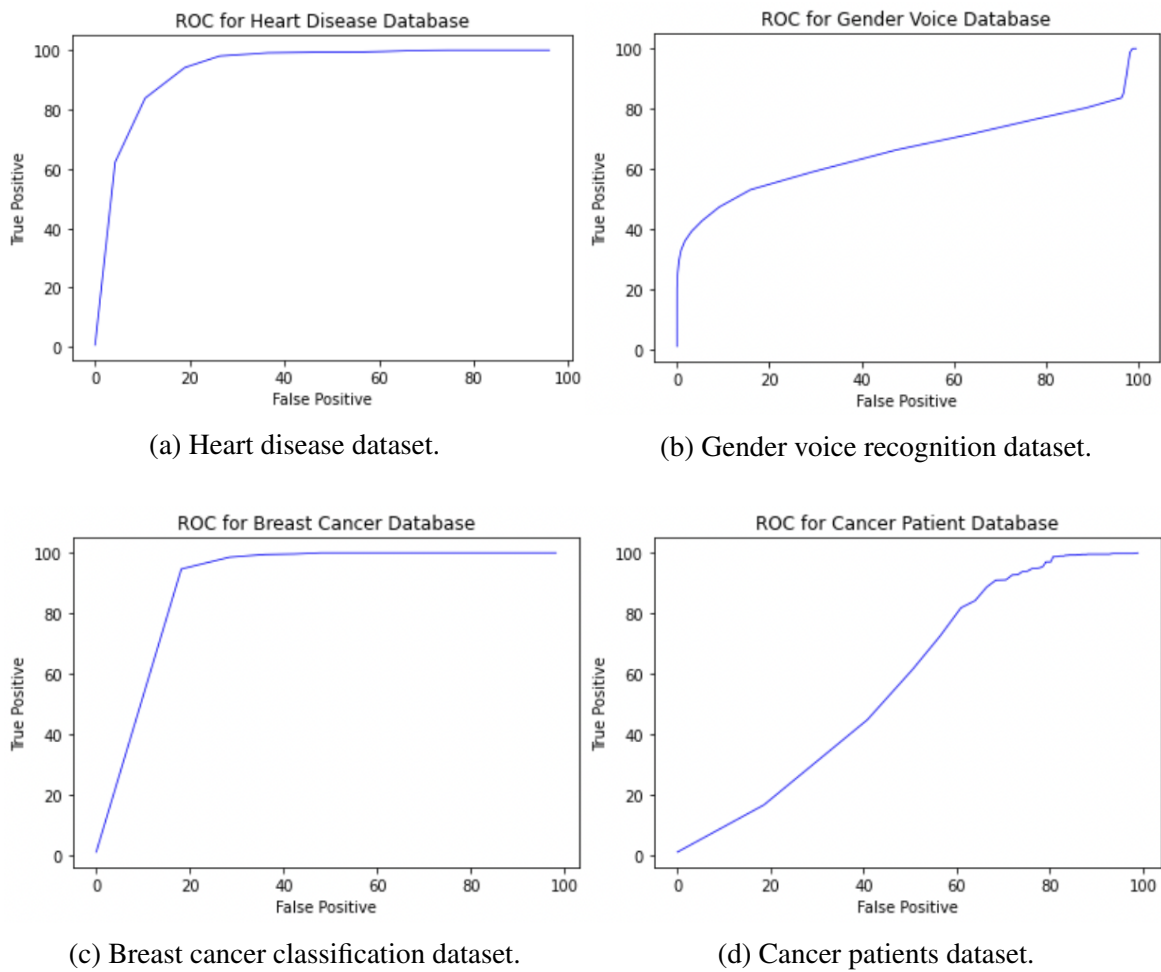 ROC for Heart Disease Database
100
80
60
40
20
0
True Positive
0 20 40 60 80 100
False Positive
(a) Heart disease dataset.
ROC for Gender Voice Database
100
80
60
40
20
0
True Positive
0 20 40 60 80 100
False Positive
(b) Gender voice recognition dataset.
ROC for Breast Cancer Database
100
80
60
40
20
0
True Positive
0 20 40 60 80 100
False Positive
(c) Breast cancer classification dataset.
ROC for Cancer Patient Database
100
80
60
40
20
0
True Positive
0 20 40 60 80 100
False Positive
(d) Cancer patients dataset.